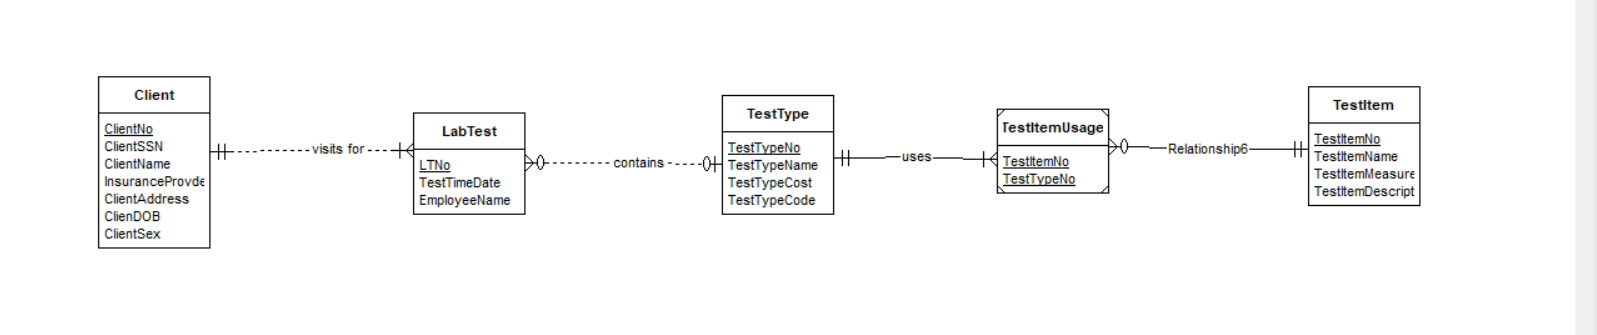 Client
ClientNo
ClientSSN
ClientName
InsuranceProvde
ClientAddress
ClienDOB
ClientSex
visits for
LabTest
LTNo
TestTimeDate
EmployeeName
contains
TestType
TestTypeNo
TestTypeName
TestTypeCost
TestTypeCode
uses
TestItemUsage
TestItemNo
TestTypeNo
Relationship6
TestItem
TestItemNo
TestItemName
TestItemMeasure
TestItemDescript